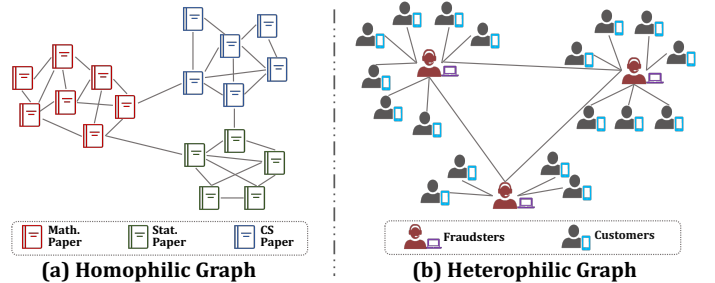 Math.
Paper
Stat.
Paper
CS
Paper
(a) Homophilic Graph
Fraudsters
Customers
(b) Heterophilic Graph